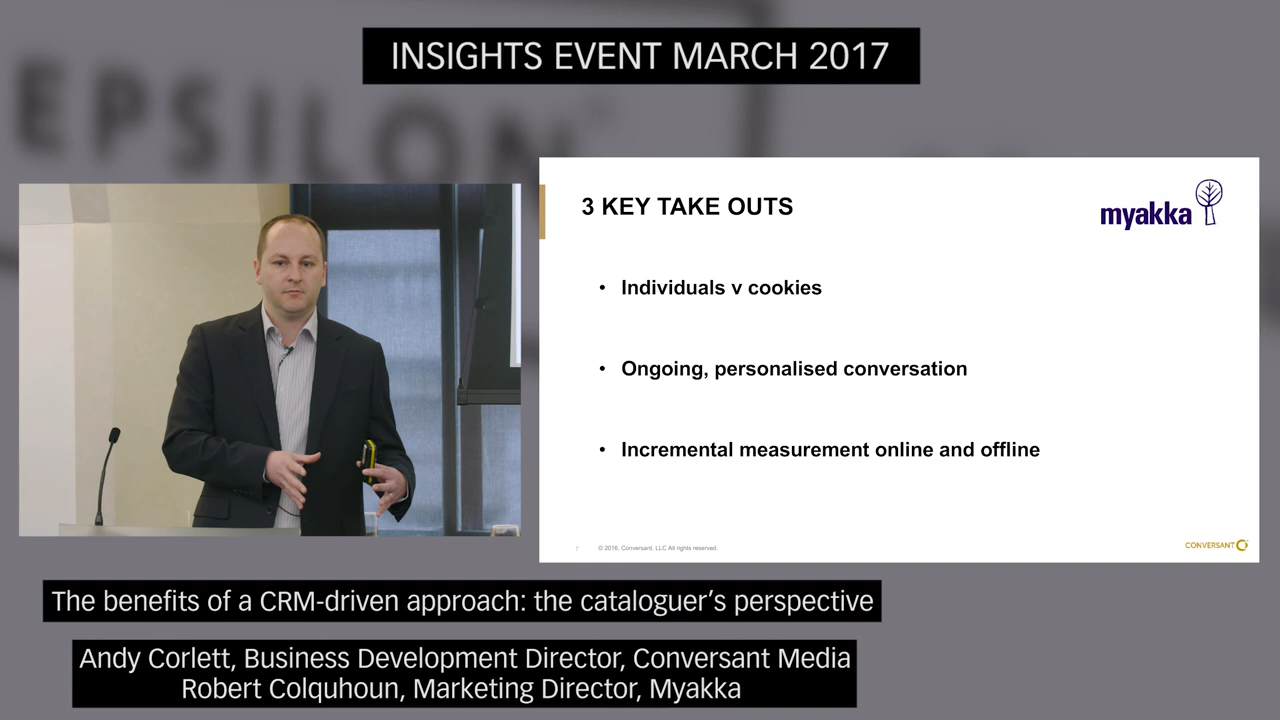 INSIGHTS EVENT MARCH 2017
EPSILON
3 KEY TAKE OUTS
myakka
• Individuals v cookies
• Ongoing, personalised conversation
• Incremental measurement online and offline
7 © 2016, Conversant, LLC All rights reserved.
CONVERSANT
The benefits of a CRM-driven approach: the cataloguer's perspective
Andy Corlett, Business Development Director, Conversant Media
Robert Colquhoun, Marketing Director, Myakka